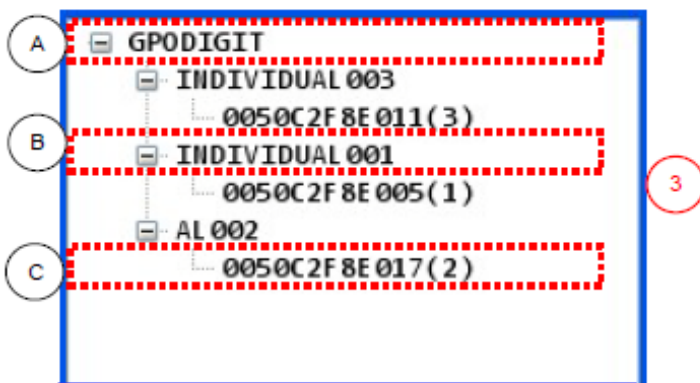 A
GPODIGIT
INDIVIDUAL003
0050C2F8E011(3)
B
INDIVIDUAL001
0050C2F8E005(1)
3
AL002
C
0050C2F8E017(2)